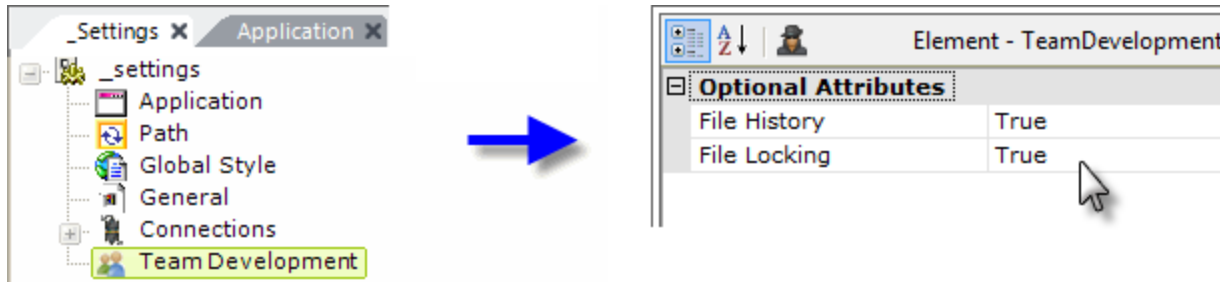 _Settings Application
_settings
Application
Path
Global Style
General
Connections
Team Development
A
Z
Element - TeamDevelopment
Optional Attributes
File History True
File Locking True